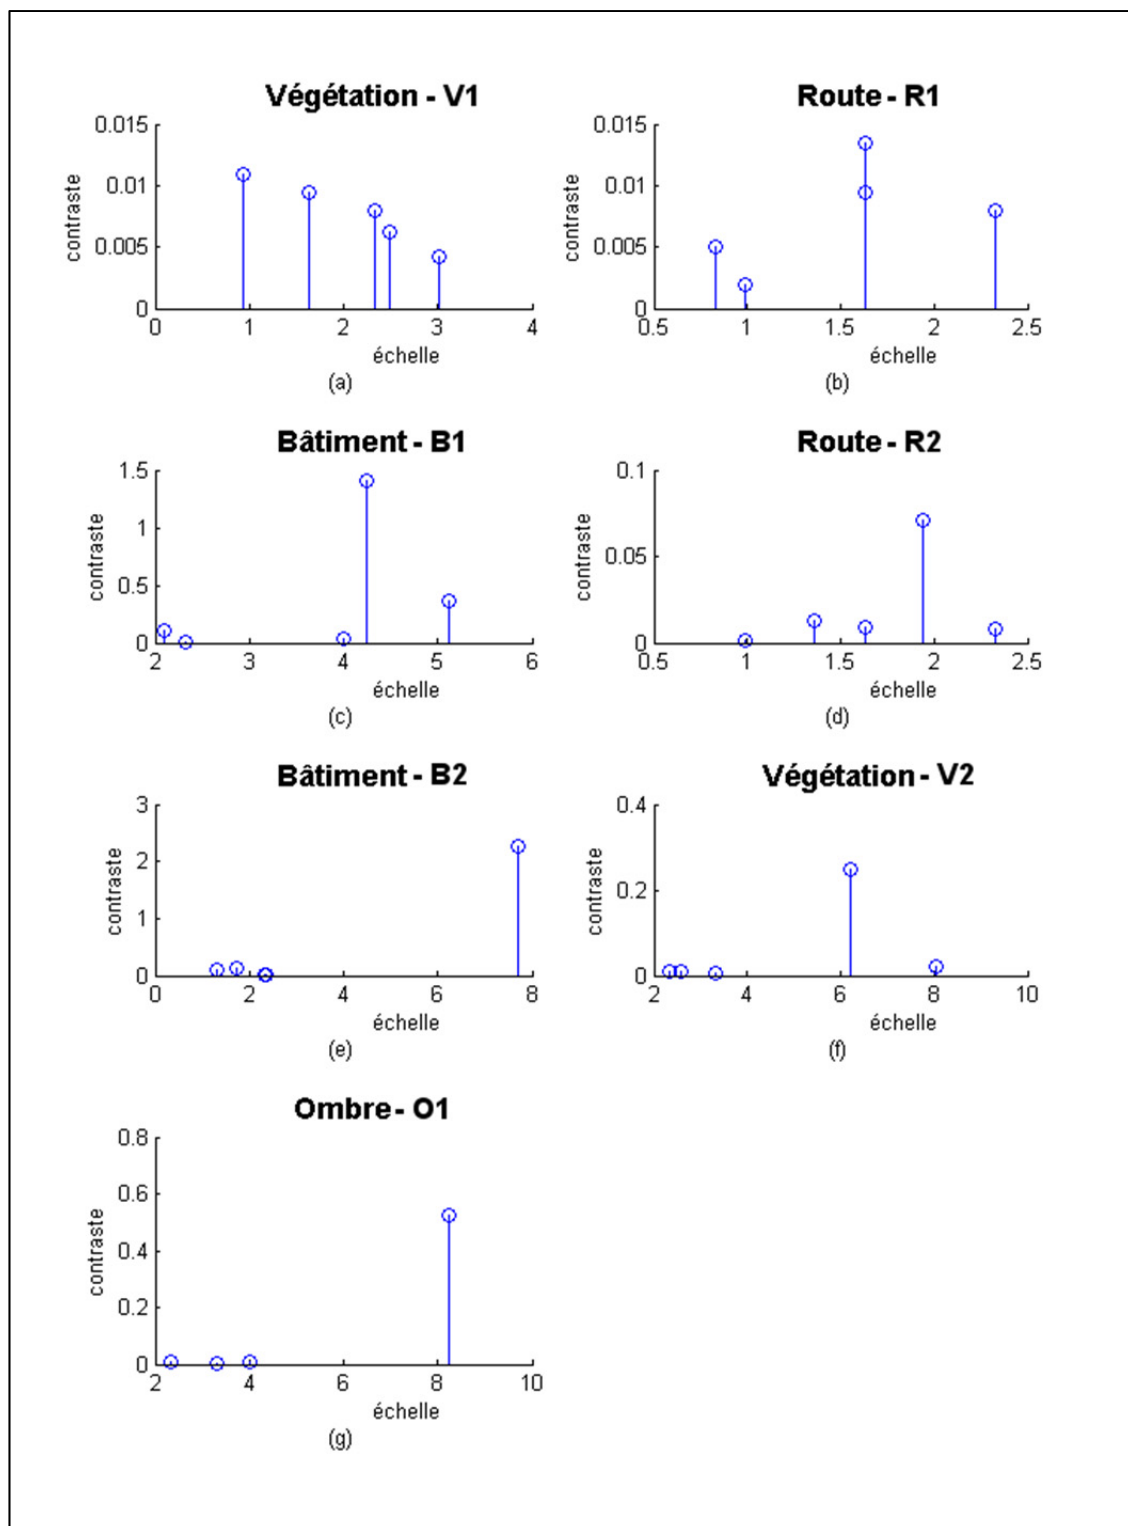 Végétation - V1
0.015
0.01
0.005
0
contraste
0 1 2 3 4
échelle
(a)
Route - R1
0.015
0.01
0.005
0
contraste
0.5 1 1.5 2 2.5
échelle
(b)
Bâtiment - B1
1.5
1
0.5
0
contraste
2 3 4 5 6
échelle
(c)
Route - R2
0.1
0.05
0
contraste
0.5 1 1.5 2 2.5
échelle
(d)
Bâtiment - B2
3
2
1
0
contraste
0 2 4 6 8
échelle
(e)
Végétation - V2
0.4
0.2
0
contraste
2 4 6 8 10
échelle
(f)
Ombre - O1
0.8
0.6
0.4
0.2
0
contraste
2 4 6 8 10
échelle
(g)